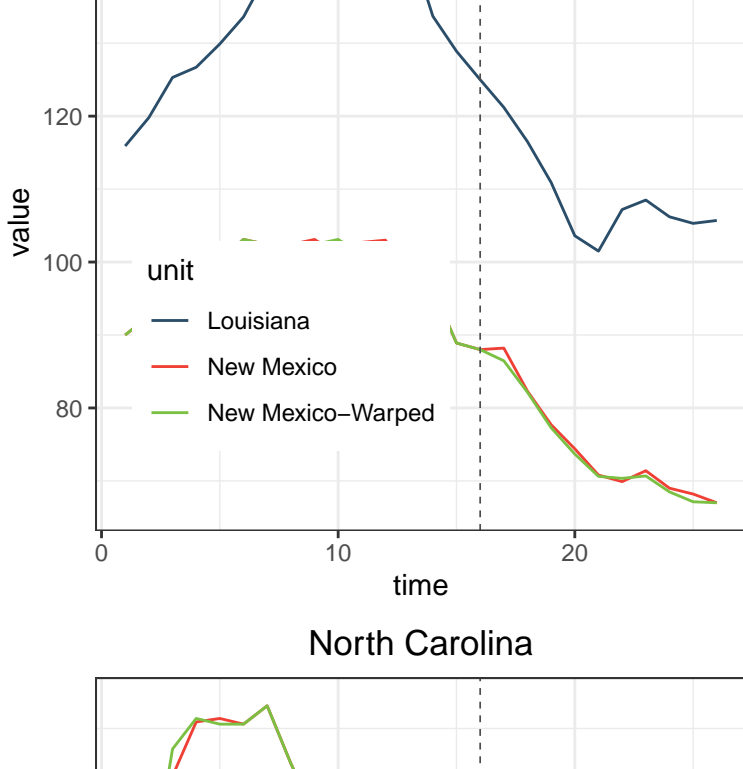 120
100
80
value
unit
Louisiana
New Mexico
New Mexico−Warped
0 10 20
time
North Carolina